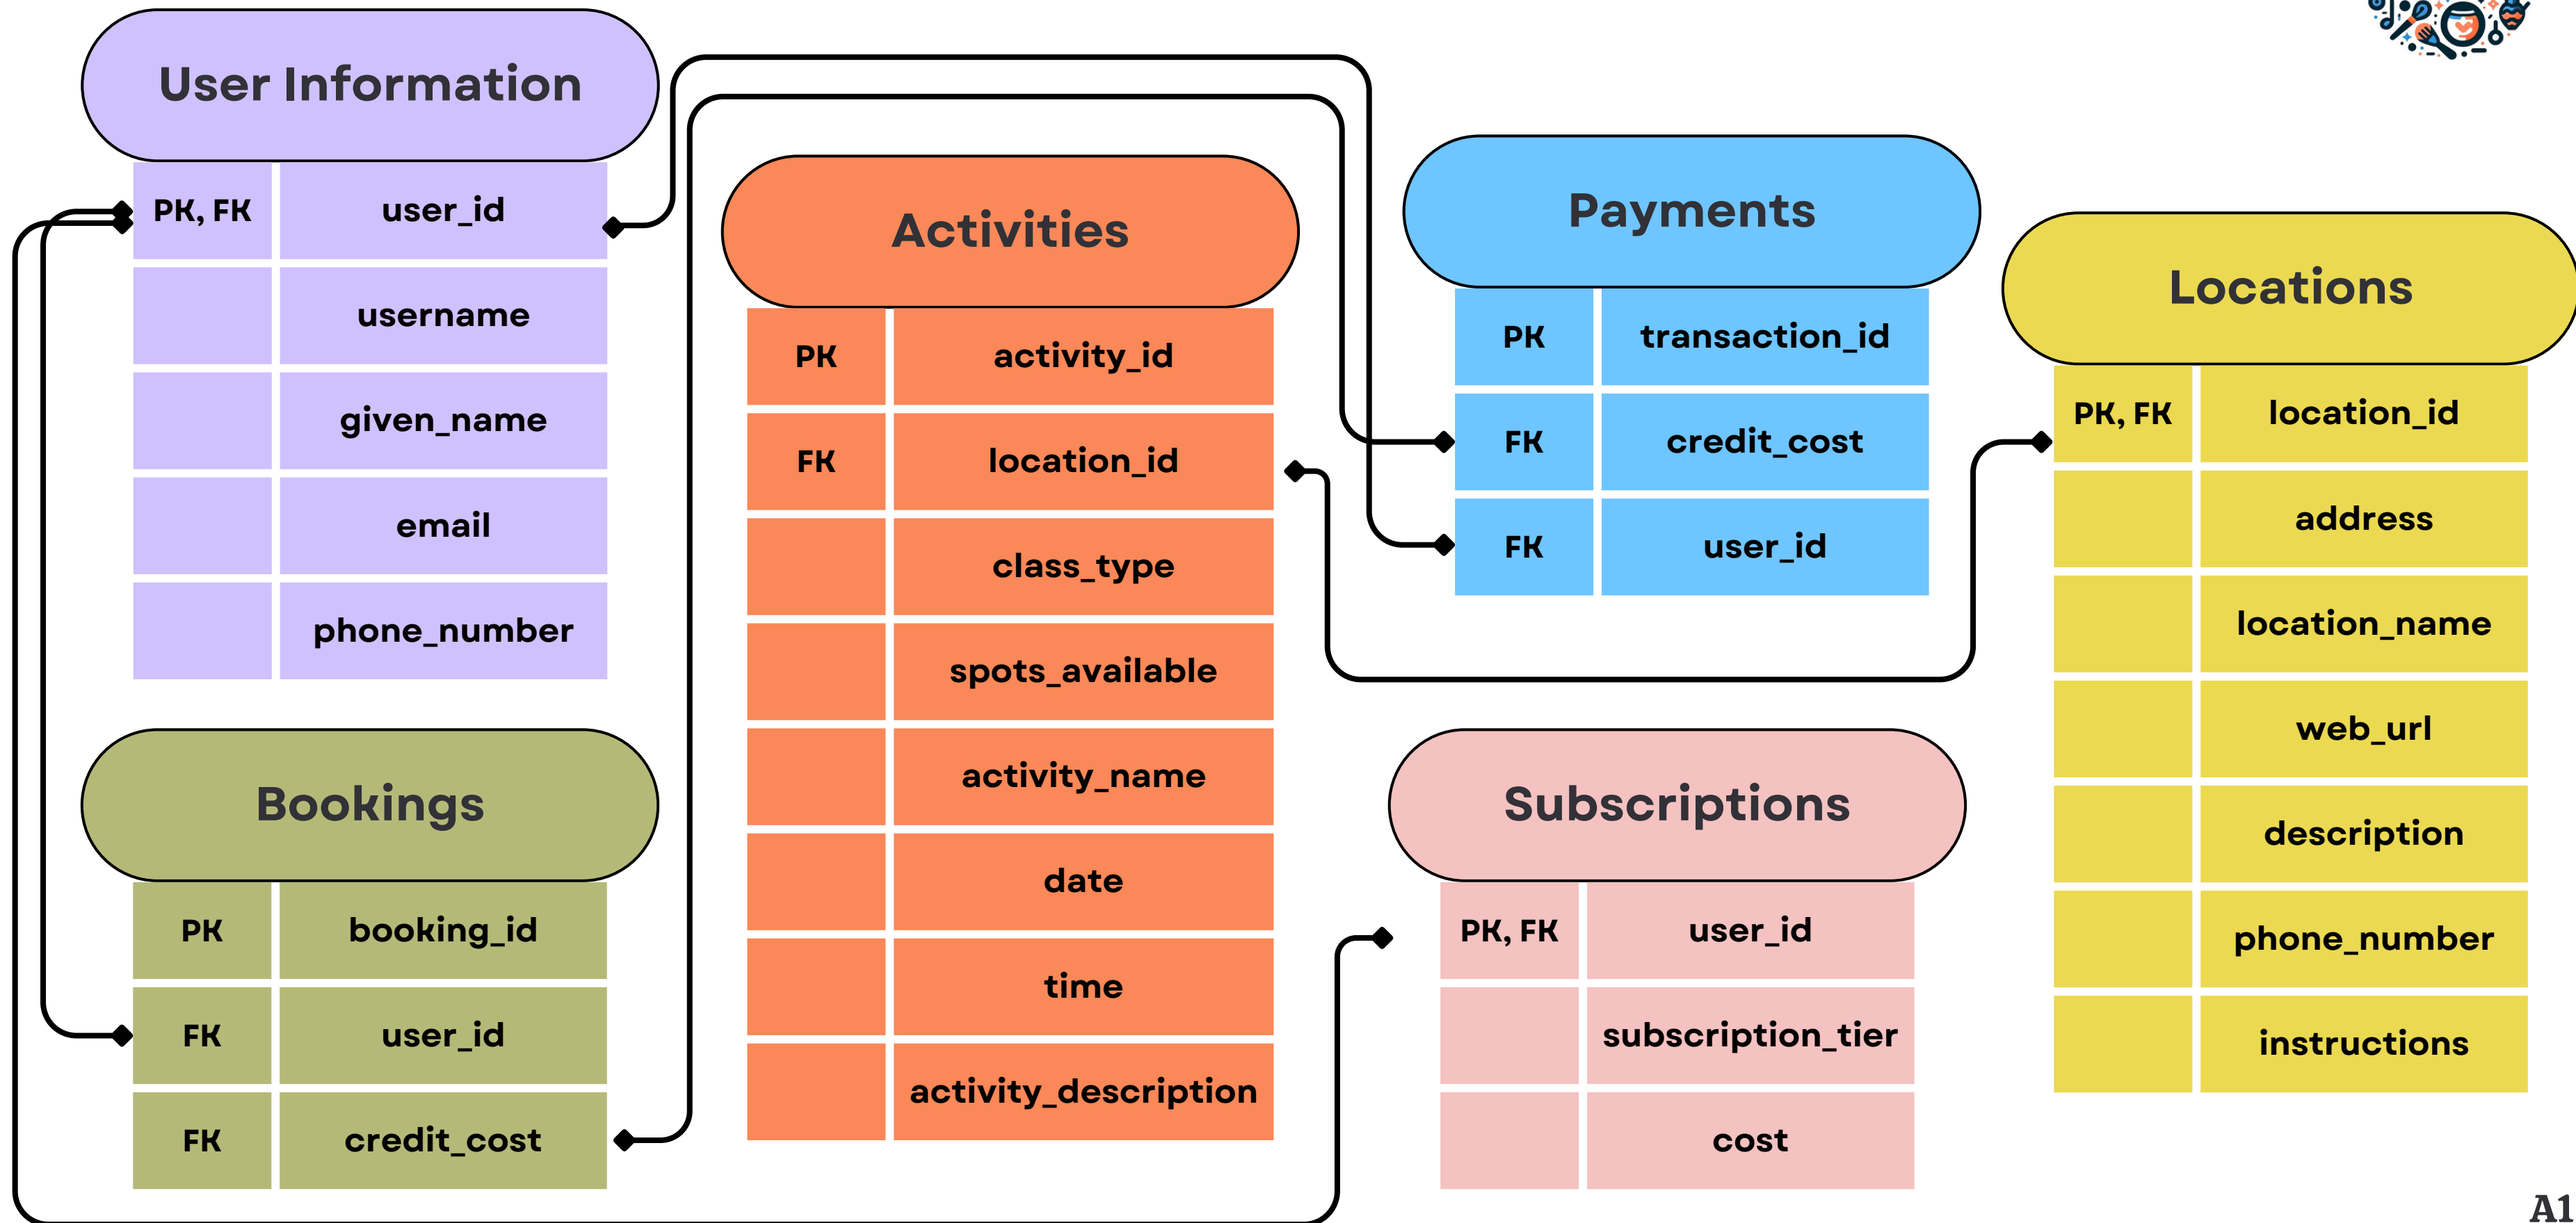 User Information
PK, FK user_id
username
given_name
email
phone_number
Bookings
PK booking_id
FK user_id
FK credit_cost
Activities
PK activity_id
FK location_id
class_type
spots_available
activity_name
date
time
activity_description
Payments
PK transaction_id
FK credit_cost
FK user_id
Subscriptions
PK, FK user_id
subscription_tier
cost
Locations
PK, FK location_id
address
location_name
web_url
description
phone_number
instructions
A1